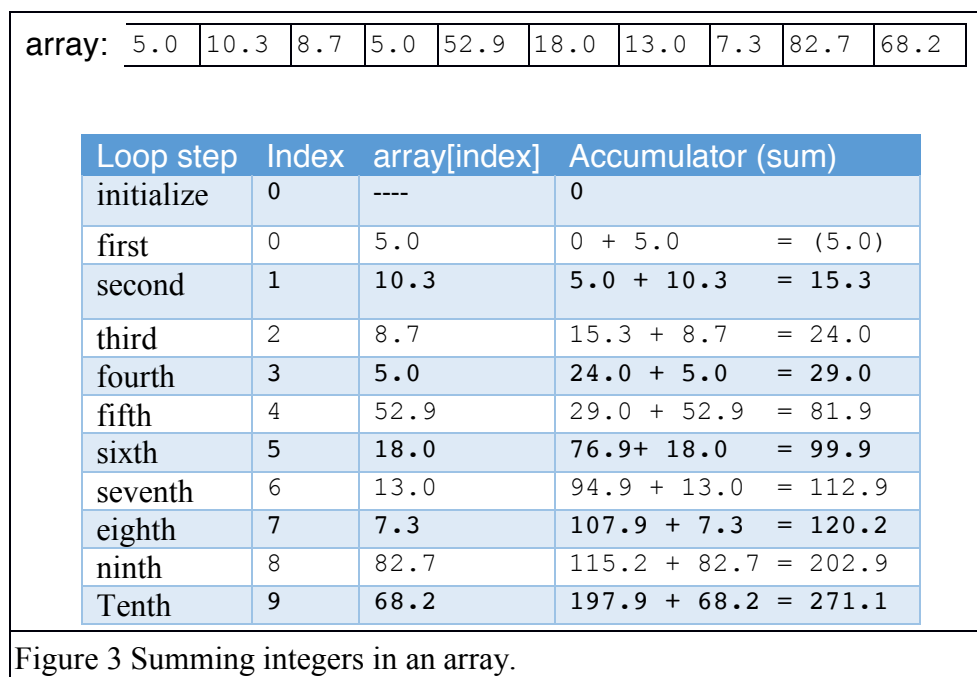 array: 5.0 10.3 8.7 5.0 52.9 18.0 13.0 7.3 82.7 68.2
Loop step Index array[index] Accumulator (sum)
initialize 0 ---- 0
first 0 5.0 0 + 5.0 = (5.0)
second 1 10.3 5.0 + 10.3 = 15.3
third 2 8.7 15.3 + 8.7 = 24.0
fourth 3 5.0 24.0 + 5.0 = 29.0
fifth 4 52.9 29.0 + 52.9 = 81.9
sixth 5 18.0 76.9+ 18.0 = 99.9
seventh 6 13.0 94.9 + 13.0 = 112.9
eighth 7 7.3 107.9 + 7.3 = 120.2
ninth 8 82.7 115.2 + 82.7 = 202.9
Tenth 9 68.2 197.9 + 68.2 = 271.1
Figure 3 Summing integers in an array.